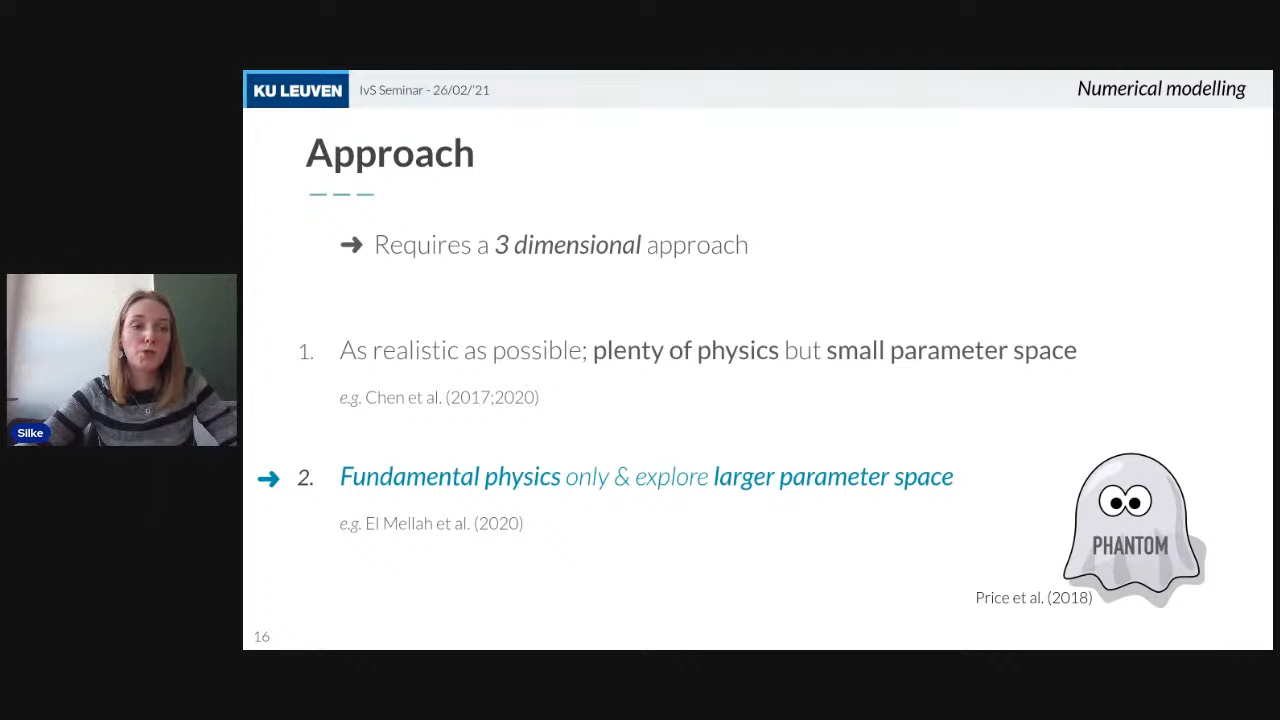 KU LEUVEN IvS Seminar - 26/02/'21 Numerical modelling
Approach
➜ Requires a 3 dimensional approach
1. As realistic as possible; plenty of physics but small parameter space
e.g. Chen et al. (2017;2020)
Silke
➜ 2. Fundamental physics only & explore larger parameter space
e.g. El Mellah et al. (2020)
PHANTOM
Price et al. (2018)
16